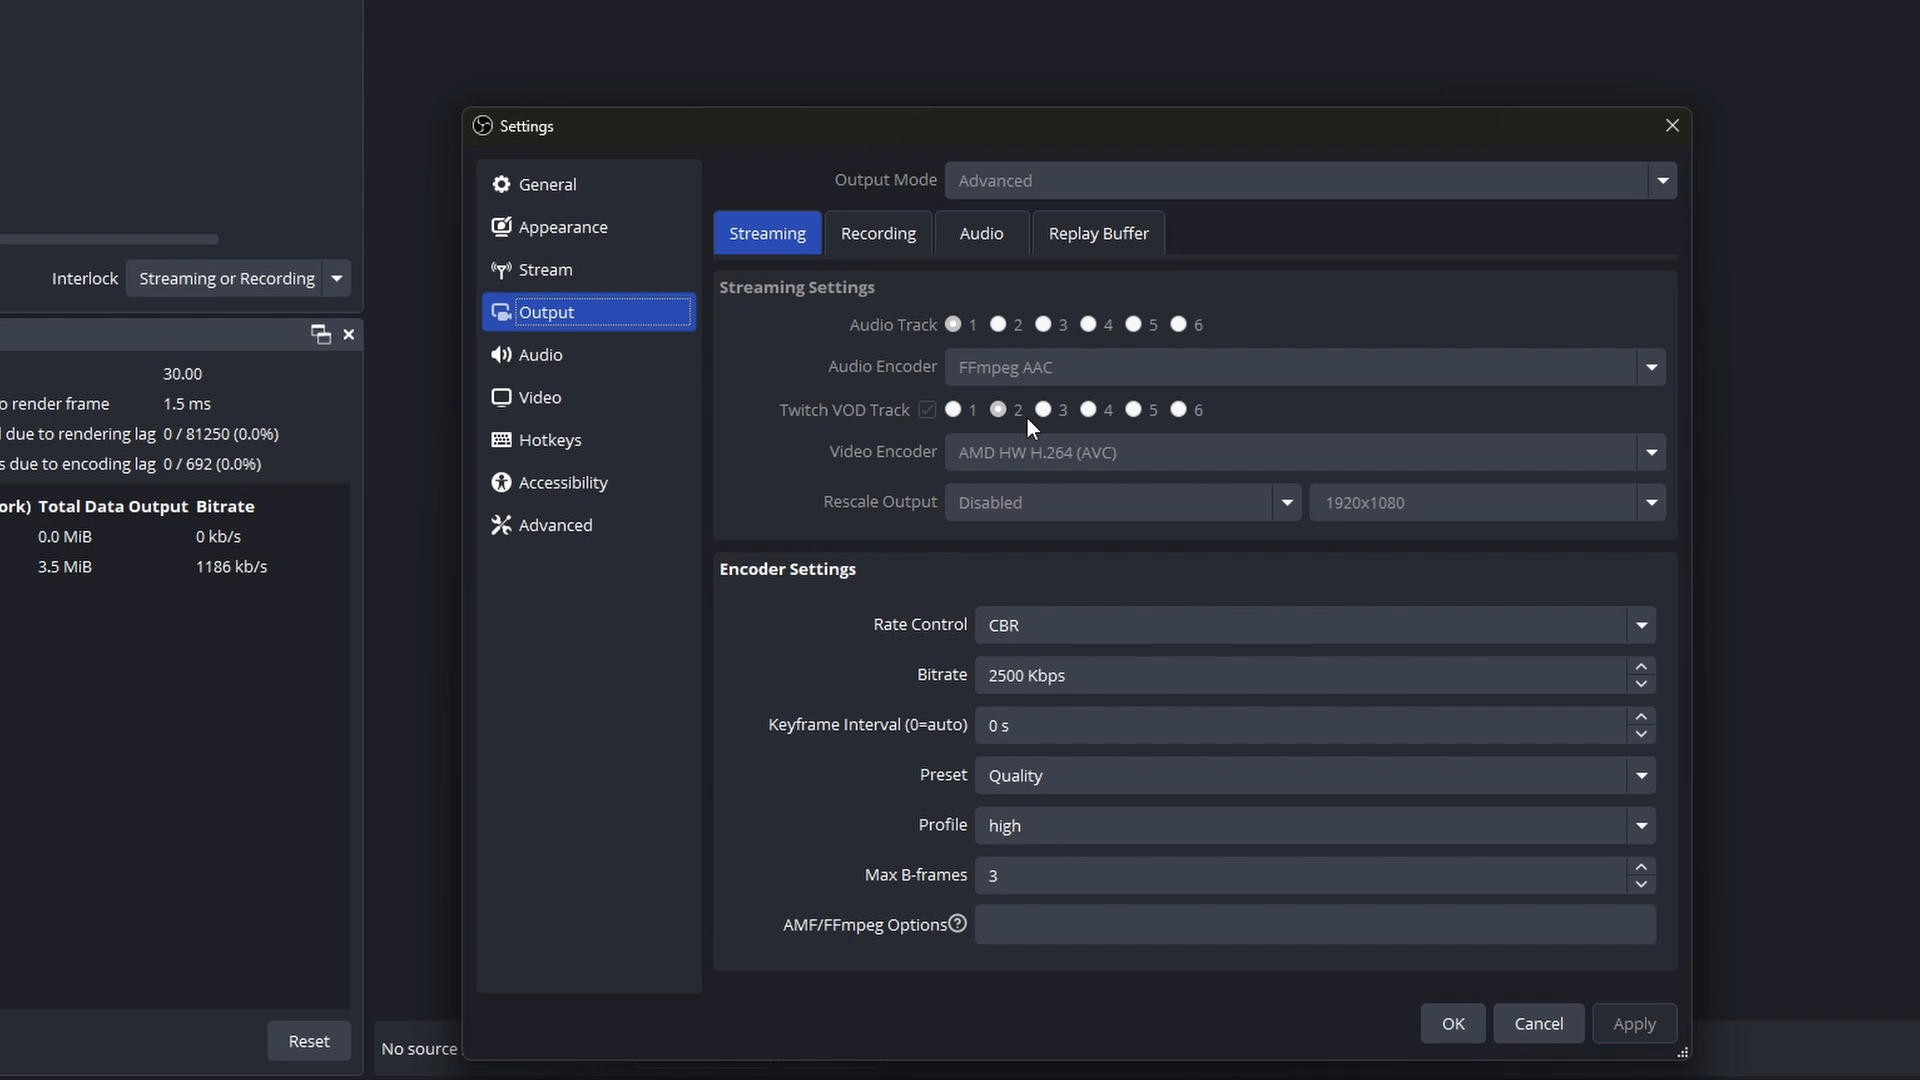 Settings
General
Appearance
Stream
Output
Audio
Video
Hotkeys
Accessibility
Advanced
Output Mode Advanced
Streaming Recording Audio Replay Buffer
Streaming Settings
Audio Track 1 2 3 4 5 6
Audio Encoder FFmpeg AAC
Twitch VOD Track 1 2 3 4 5 6
Video Encoder AMD HW H.264 (AVC)
Rescale Output Disabled 1920x1080
Encoder Settings
Rate Control CBR
Bitrate 2500 Kbps
Keyframe Interval (0=auto) 0 s
Preset Quality
Profile high
Max B-frames 3
AMF/FFmpeg Options ?
OK Cancel Apply
Interlock Streaming or Recording
30.00
o render frame 1.5 ms
due to rendering lag 0 / 81250 (0.0%)
s due to encoding lag 0 / 692 (0.0%)
ork) Total Data Output Bitrate
0.0 MiB 0 kb/s
3.5 MiB 1186 kb/s
Reset
No source